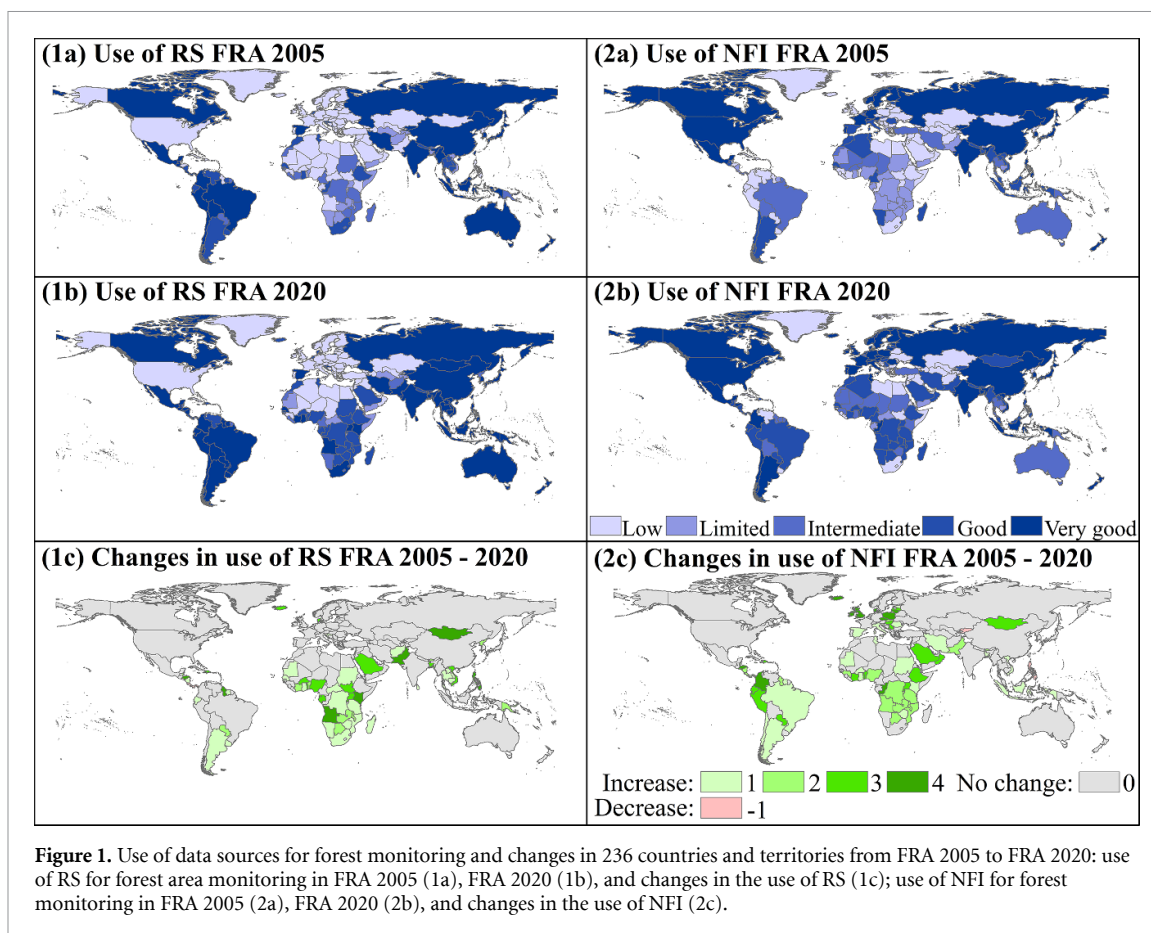 (1a) Use of RS FRA 2005
(2a) Use of NFI FRA 2005
(1b) Use of RS FRA 2020
(2b) Use of NFI FRA 2020
Low Limited Intermediate Good Very good
(1c) Changes in use of RS FRA 2005 - 2020
(2c) Changes in use of NFI FRA 2005 - 2020
Increase: 1 2 3 4 No change: 0
Decrease: -1
Figure 1. Use of data sources for forest monitoring and changes in 236 countries and territories from FRA 2005 to FRA 2020: use
of RS for forest area monitoring in FRA 2005 (1a), FRA 2020 (1b), and changes in the use of RS (1c); use of NFI for forest
monitoring in FRA 2005 (2a), FRA 2020 (2b), and changes in the use of NFI (2c).